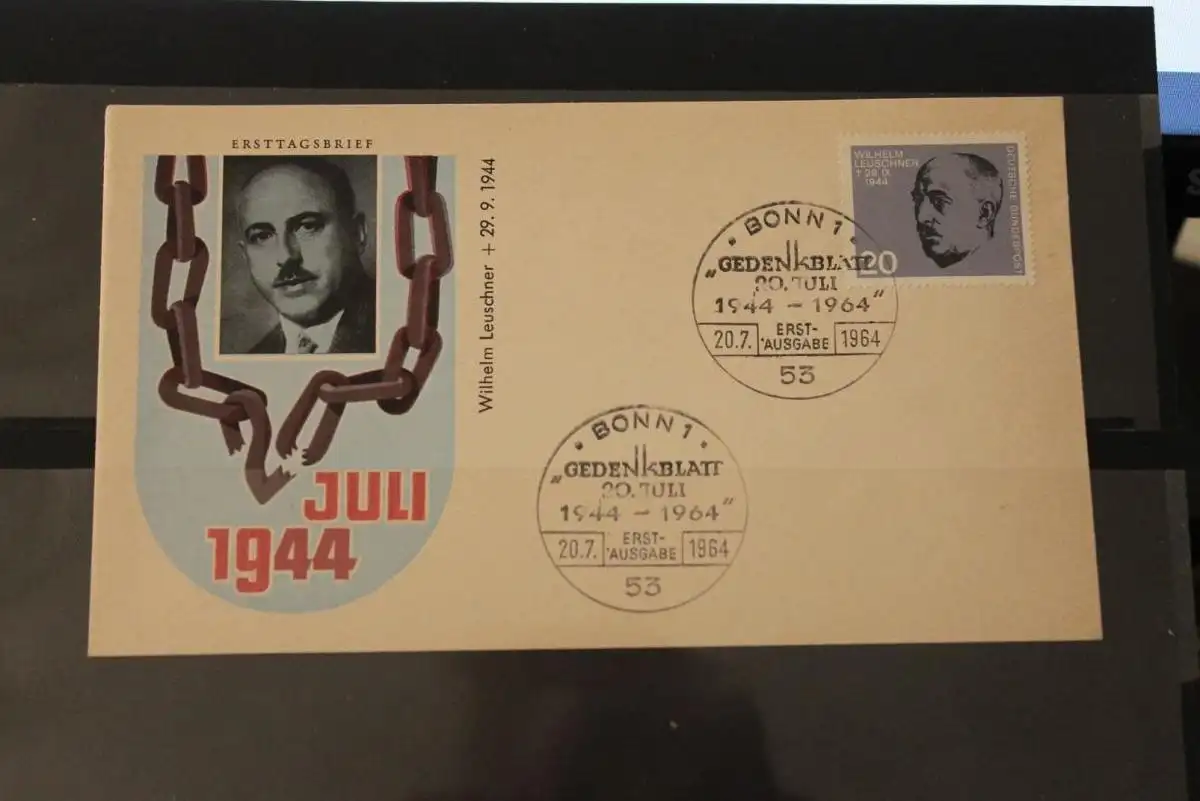 ERSTTAGSBRIEF
JULI
1944
Wilhelm Leuschner + 29. 9. 1944
WILHELM
LEUSCHNER
† 29 IX
1944
DEUTSCHE BUNDESPOST
20
BONN 1
„GEDENKBLATT
20. JULI
1944 - 1964"
20.7. ERST-AUSGABE 1964
53
BONN 1
„GEDENKBLATT
20. JULI
1944 - 1964"
20.7. ERST-AUSGABE 1964
53